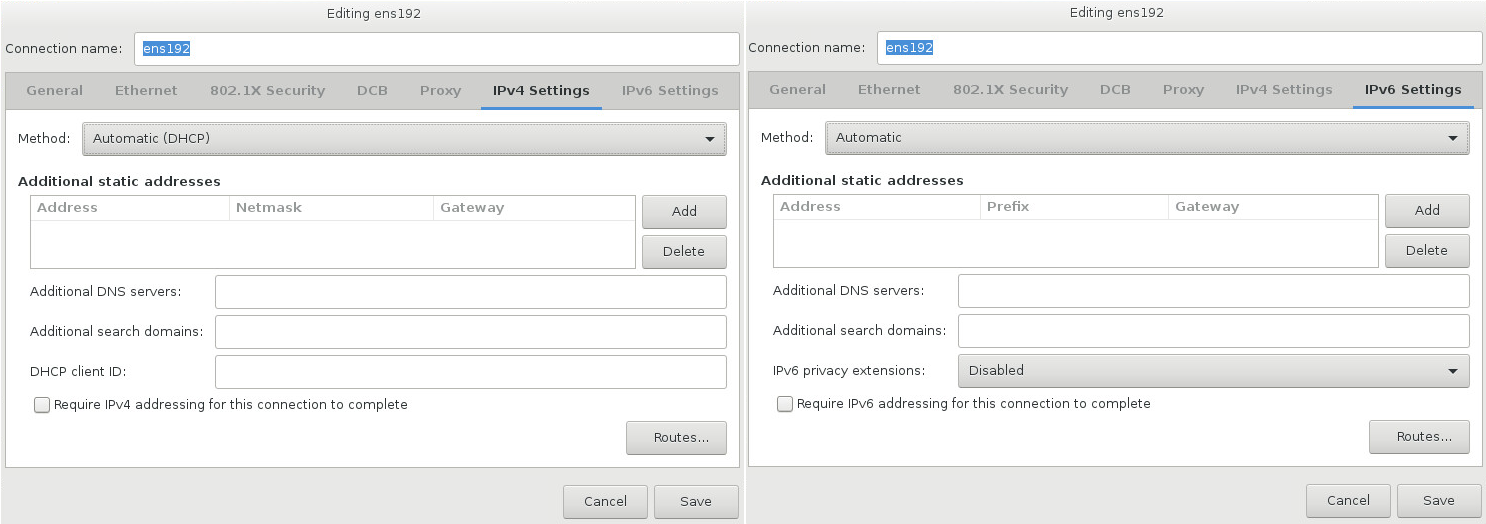 Editing ens192
Connection name: ens192
General Ethernet 802.1X Security DCB Proxy IPv4 Settings IPv6 Settings
Method: Automatic (DHCP)
Additional static addresses
Address Netmask Gateway
Add
Delete
Additional DNS servers:
Additional search domains:
DHCP client ID:
Require IPv4 addressing for this connection to complete
Routes...
Cancel Save
Editing ens192
Connection name: ens192
General Ethernet 802.1X Security DCB Proxy IPv4 Settings IPv6 Settings
Method: Automatic
Additional static addresses
Address Prefix Gateway
Add
Delete
Additional DNS servers:
Additional search domains:
IPv6 privacy extensions: Disabled
Require IPv6 addressing for this connection to complete
Routes...
Cancel Save